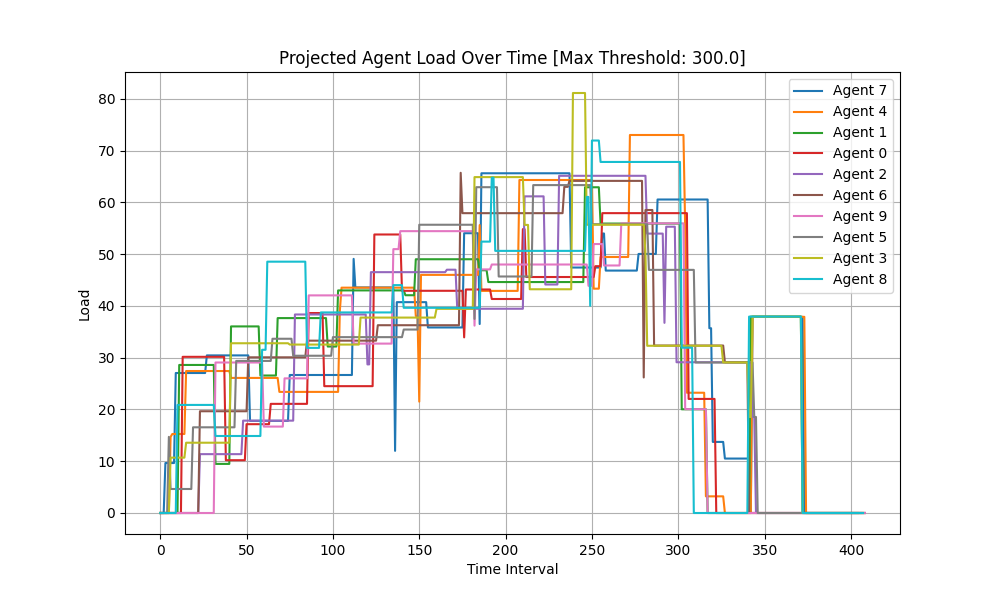 Projected Agent Load Over Time [Max Threshold: 300.0]
Load
80
70
60
50
40
30
20
10
0
0 50 100 150 200 250 300 350 400
Time Interval
Agent 7
Agent 4
Agent 1
Agent 0
Agent 2
Agent 6
Agent 9
Agent 5
Agent 3
Agent 8